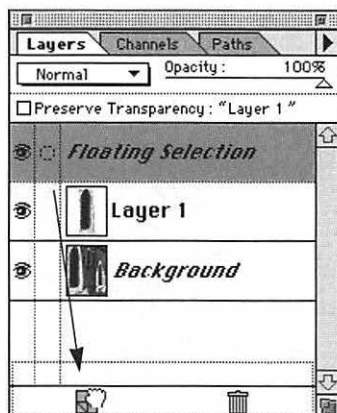 Layers Channels Paths
Normal Opacity: 100%
Preserve Transparency: "Layer 1"
Floating Selection
Layer 1
Background